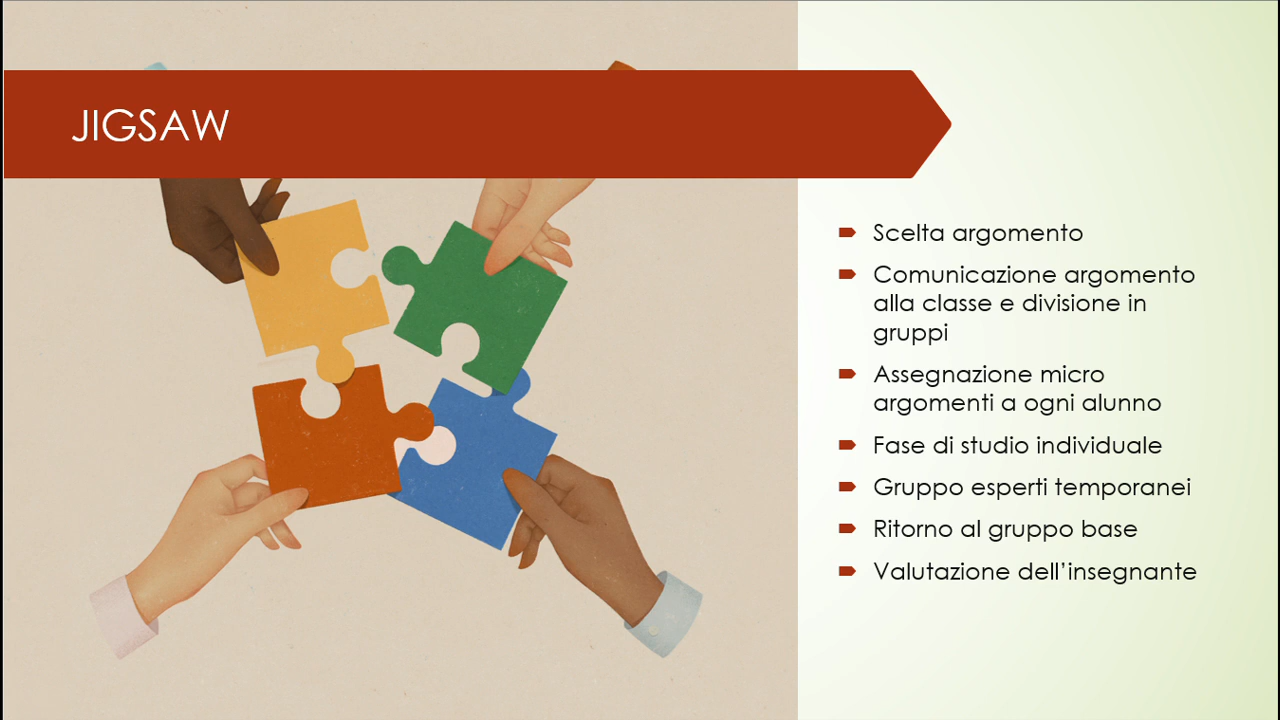 JIGSAW
Scelta argomento
Comunicazione argomento
alla classe e divisione in
gruppi
Assegnazione micro
argomenti a ogni alunno
Fase di studio individuale
Gruppo esperti temporanei
Ritorno al gruppo base
Valutazione dell’insegnante